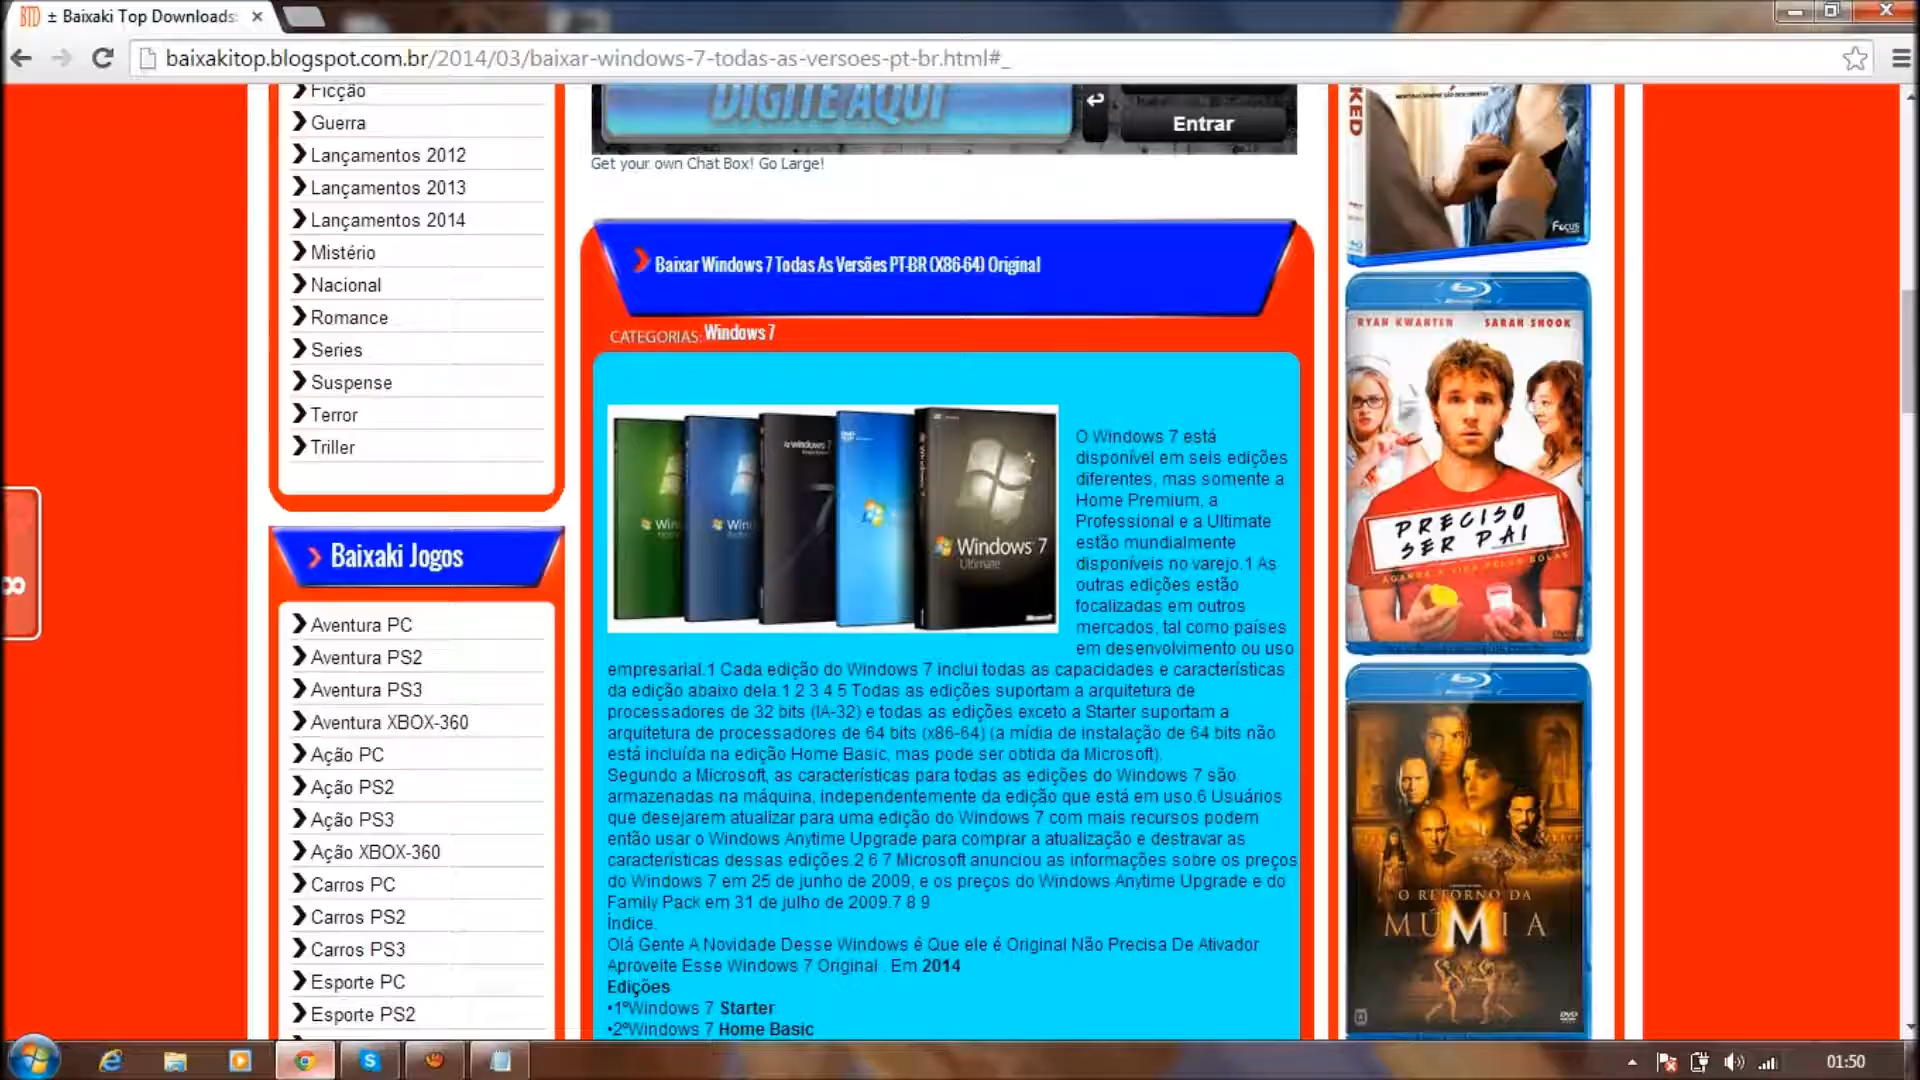 ± Baixaki Top Downloads
baixakitop.blogspot.com.br/2014/03/baixar-windows-7-todas-as-versoes-pt-br.html#_
Ficção
Guerra
Lançamentos 2012
Lançamentos 2013
Lançamentos 2014
Mistério
Nacional
Romance
Series
Suspense
Terror
Triller
Baixaki Jogos
Aventura PC
Aventura PS2
Aventura PS3
Aventura XBOX-360
Ação PC
Ação PS2
Ação PS3
Ação XBOX-360
Carros PC
Carros PS2
Carros PS3
Esporte PC
Esporte PS2
DIGITE AQUI
Entrar
Get your own Chat Box! Go Large!
Baixar Windows 7 Todas As Versões PT-BR (X86-64) Original
CATEGORIAS: Windows 7
Windows 7
Ultimate
O Windows 7 está
disponível em seis edições
diferentes, mas somente a
Home Premium, a
Professional e a Ultimate
estão mundialmente
disponíveis no varejo.1 As
outras edições estão
focalizadas em outros
mercados, tal como países
em desenvolvimento ou uso
empresarial.1 Cada edição do Windows 7 inclui todas as capacidades e características
da edição abaixo dela.1 2 3 4 5 Todas as edições suportam a arquitetura de
processadores de 32 bits (IA-32) e todas as edições exceto a Starter suportam a
arquitetura de processadores de 64 bits (x86-64) (a mídia de instalação de 64 bits não
está incluída na edição Home Basic, mas pode ser obtida da Microsoft).
Segundo a Microsoft, as características para todas as edições do Windows 7 são
armazenadas na máquina, independentemente da edição que está em uso.6 Usuários
que desejarem atualizar para uma edição do Windows 7 com mais recursos podem
então usar o Windows Anytime Upgrade para comprar a atualização e destravar as
características dessas edições.2 6 7 Microsoft anunciou as informações sobre os preços
do Windows 7 em 25 de junho de 2009, e os preços do Windows Anytime Upgrade e do
Family Pack em 31 de julho de 2009.7 8 9
Índice.
Olá Gente A Novidade Desse Windows é Que ele é Original Não Precisa De Ativador
Aproveite Esse Windows 7 Original . Em 2014
Edições
•1ºWindows 7 Starter
•2ºWindows 7 Home Basic
KED
Focus
RYAN KWANTEN SARAH SNOOK
PRECISO
SER PAI
O RETORNO DA
MÚMIA
01:50